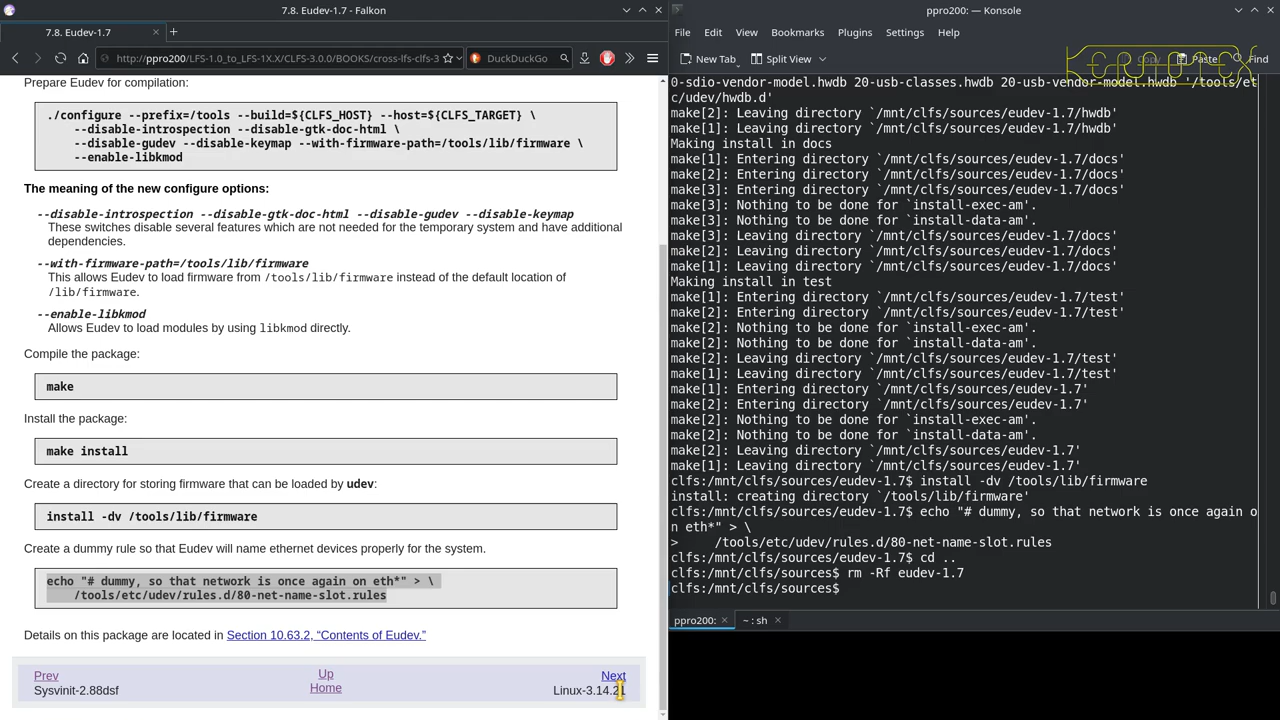 7.8. Eudev-1.7 - Falkon
7.8. Eudev-1.7
http://ppro200/LFS-1.0_to_LFS-1X.X/CLFS-3.0.0/BOOKS/cross-lfs-clfs-3
DuckDuckGo
Prepare Eudev for compilation:
./configure --prefix=/tools --build=${CLFS_HOST} --host=${CLFS_TARGET} \
--disable-introspection --disable-gtk-doc-html \
--disable-gudev --disable-keymap --with-firmware-path=/tools/lib/firmware \
--enable-libkmod
The meaning of the new configure options:
--disable-introspection --disable-gtk-doc-html --disable-gudev --disable-keymap
These switches disable several features which are not needed for the temporary system and have additional
dependencies.
--with-firmware-path=/tools/lib/firmware
This allows Eudev to load firmware from /tools/lib/firmware instead of the default location of
/lib/firmware.
--enable-libkmod
Allows Eudev to load modules by using libkmod directly.
Compile the package:
make
Install the package:
make install
Create a directory for storing firmware that can be loaded by udev:
install -dv /tools/lib/firmware
Create a dummy rule so that Eudev will name ethernet devices properly for the system.
echo "# dummy, so that network is once again on eth*" > \
/tools/etc/udev/rules.d/80-net-name-slot.rules
Details on this package are located in Section 10.63.2, “Contents of Eudev.”
Prev
Sysvinit-2.88dsf
Up
Home
Next
Linux-3.14.21
ppro200: — Konsole
File Edit View Bookmarks Plugins Settings Help
New Tab Split View Copy Paste Find
0-sdio-vendor-model.hwdb 20-usb-classes.hwdb 20-usb-vendor-model.hwdb '/tools/et
c/udev/hwdb.d'
make[2]: Leaving directory `/mnt/clfs/sources/eudev-1.7/hwdb'
make[1]: Leaving directory `/mnt/clfs/sources/eudev-1.7/hwdb'
Making install in docs
make[1]: Entering directory `/mnt/clfs/sources/eudev-1.7/docs'
make[2]: Entering directory `/mnt/clfs/sources/eudev-1.7/docs'
make[3]: Entering directory `/mnt/clfs/sources/eudev-1.7/docs'
make[3]: Nothing to be done for `install-exec-am'.
make[3]: Nothing to be done for `install-data-am'.
make[3]: Leaving directory `/mnt/clfs/sources/eudev-1.7/docs'
make[2]: Leaving directory `/mnt/clfs/sources/eudev-1.7/docs'
make[1]: Leaving directory `/mnt/clfs/sources/eudev-1.7/docs'
Making install in test
make[1]: Entering directory `/mnt/clfs/sources/eudev-1.7/test'
make[2]: Entering directory `/mnt/clfs/sources/eudev-1.7/test'
make[2]: Nothing to be done for `install-exec-am'.
make[2]: Nothing to be done for `install-data-am'.
make[2]: Leaving directory `/mnt/clfs/sources/eudev-1.7/test'
make[1]: Leaving directory `/mnt/clfs/sources/eudev-1.7/test'
make[1]: Entering directory `/mnt/clfs/sources/eudev-1.7'
make[2]: Entering directory `/mnt/clfs/sources/eudev-1.7'
make[2]: Nothing to be done for `install-exec-am'.
make[2]: Nothing to be done for `install-data-am'.
make[2]: Leaving directory `/mnt/clfs/sources/eudev-1.7'
make[1]: Leaving directory `/mnt/clfs/sources/eudev-1.7'
clfs:/mnt/clfs/sources/eudev-1.7$ install -dv /tools/lib/firmware
install: creating directory `/tools/lib/firmware'
clfs:/mnt/clfs/sources/eudev-1.7$ echo "# dummy, so that network is once again o
n eth*" > \
> /tools/etc/udev/rules.d/80-net-name-slot.rules
clfs:/mnt/clfs/sources/eudev-1.7$ cd ..
clfs:/mnt/clfs/sources$ rm -Rf eudev-1.7
clfs:/mnt/clfs/sources$
ppro200: ~ : sh